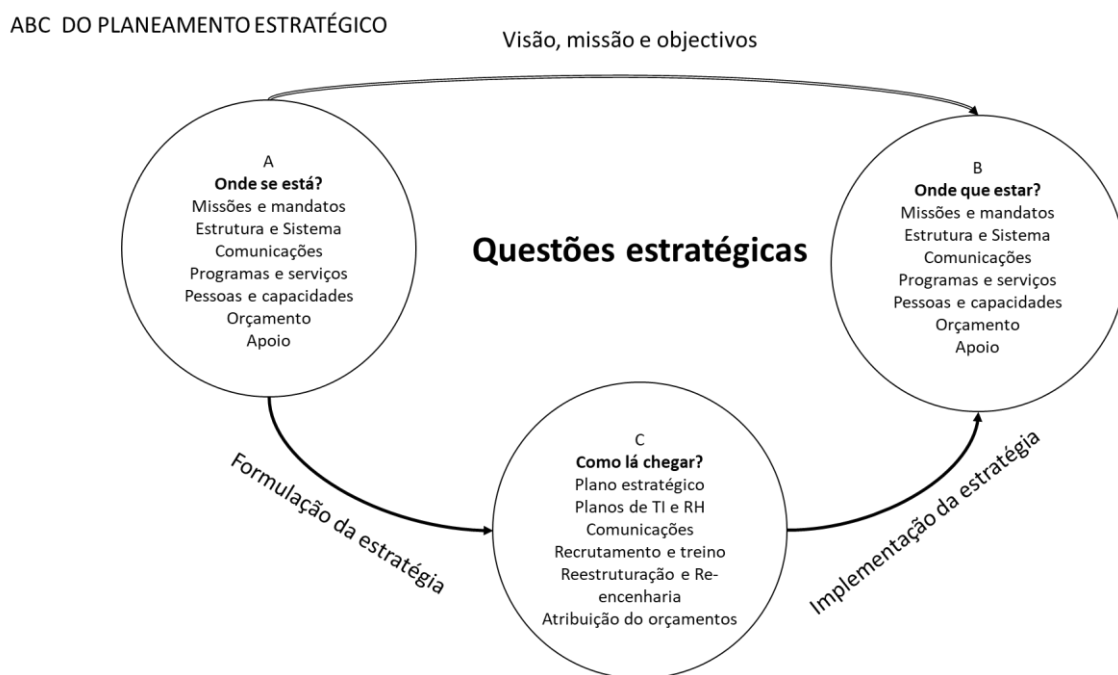 ABC DO PLANEAMENTO ESTRATÉGICO
Visão, missão e objectivos
A
Onde se está?
Missões e mandatos
Estrutura e Sistema
Comunicações
Programas e serviços
Pessoas e capacidades
Orçamento
Apoio
Questões estratégicas
B
Onde que estar?
Missões e mandatos
Estrutura e Sistema
Comunicações
Programas e serviços
Pessoas e capacidades
Orçamento
Apoio
Formulação da estratégia
C
Como lá chegar?
Plano estratégico
Planos de TI e RH
Comunicações
Recrutamento e treino
Reestruturação e Re-
encenharia
Atribuição do orçamentos
Implementação da estratégia